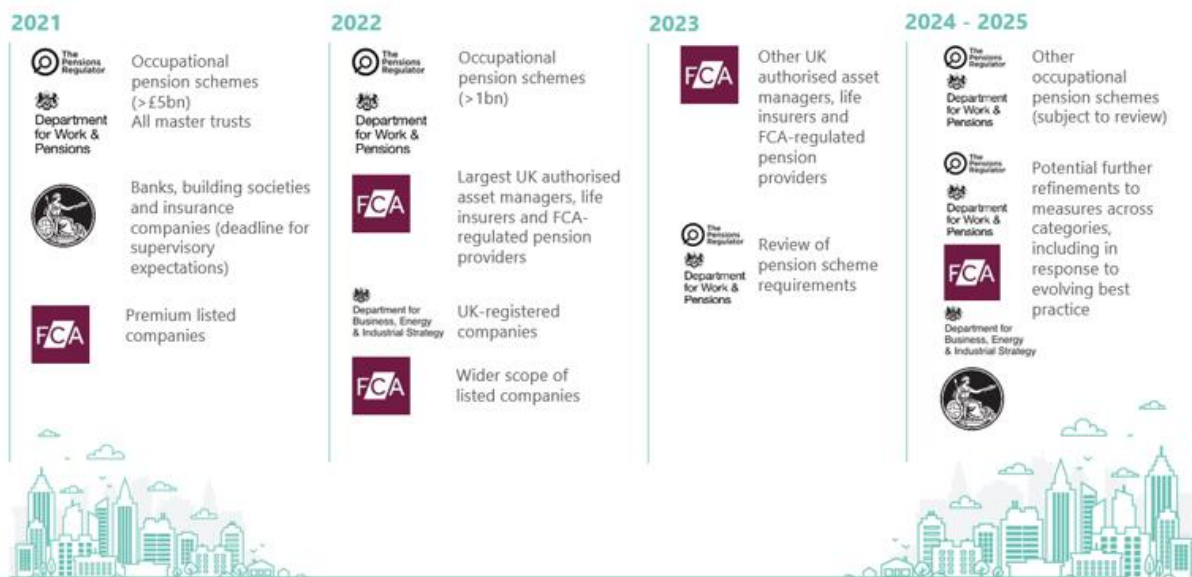 2021
The
Pensions
Regulator
Department
for Work &
Pensions
Occupational
pension schemes
(>£5bn)
All master trusts
Banks, building societies
and insurance
companies (deadline for
supervisory
expectations)
FCA
Premium listed
companies
2022
The
Pensions
Regulator
Department
for Work &
Pensions
Occupational
pension schemes
(>1bn)
FCA
Largest UK authorised
asset managers, life
insurers and FCA-
regulated pension
providers
Department for
Business, Energy
& Industrial Strategy
UK-registered
companies
FCA
Wider scope of
listed companies
2023
FCA
Other UK
authorised asset
managers, life
insurers and
FCA-regulated
pension
providers
The
Pensions
Regulator
Department
for Work &
Pensions
Review of
pension scheme
requirements
2024 - 2025
The
Pensions
Regulator
Department
for Work &
Pensions
Other
occupational
pension schemes
(subject to review)
The
Pensions
Regulator
Department
for Work &
Pensions
FCA
Department for
Business, Energy
& Industrial Strategy
Potential further
refinements to
measures across
categories,
including in
response to
evolving best
practice